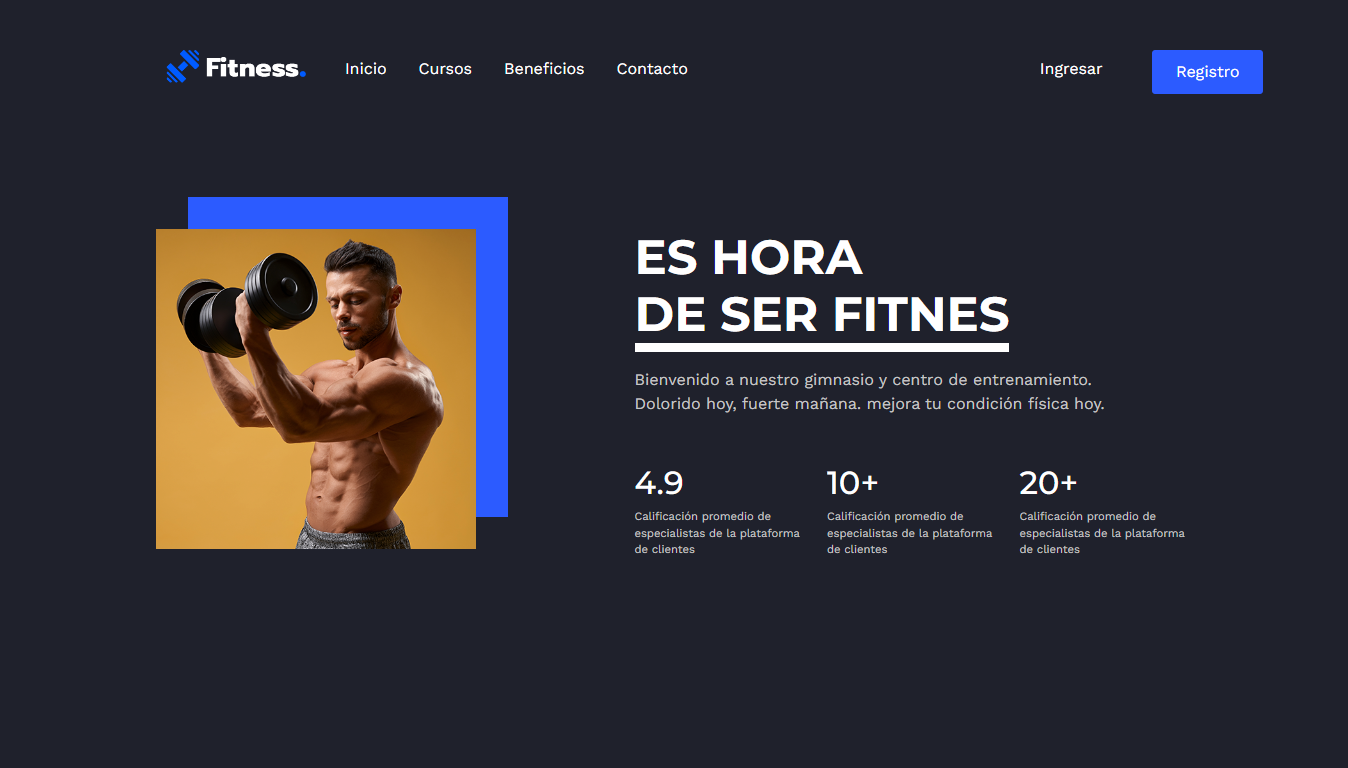 Fitness.
Inicio
Cursos
Beneficios
Contacto
Ingresar
Registro
ES HORA
DE SER FITNES
Bienvenido a nuestro gimnasio y centro de entrenamiento.
Dolorido hoy, fuerte mañana. mejora tu condición física hoy.
4.9
Calificación promedio de
especialistas de la plataforma
de clientes
10+
Calificación promedio de
especialistas de la plataforma
de clientes
20+
Calificación promedio de
especialistas de la plataforma
de clientes